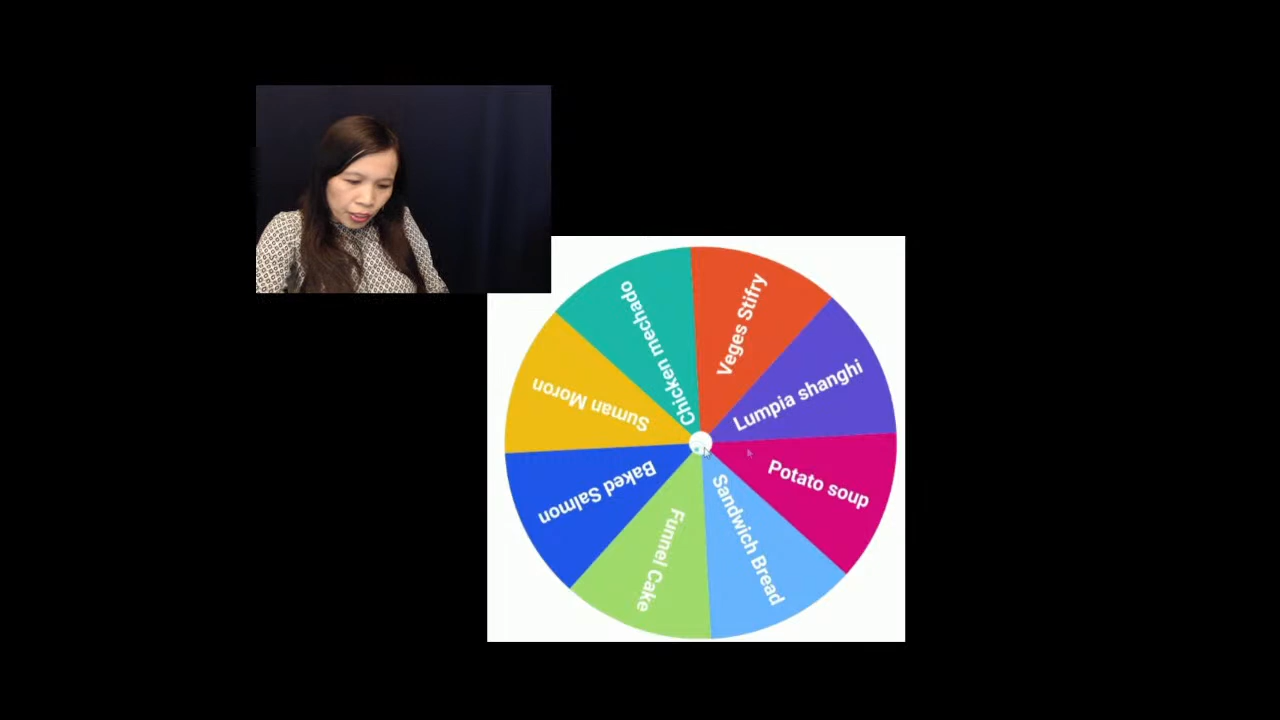 Veges Stifry
Lumpia shanghi
Potato soup
Sandwich Bread
Funnel Cake
Baked Salmon
Suman Moron
Chicken mechado